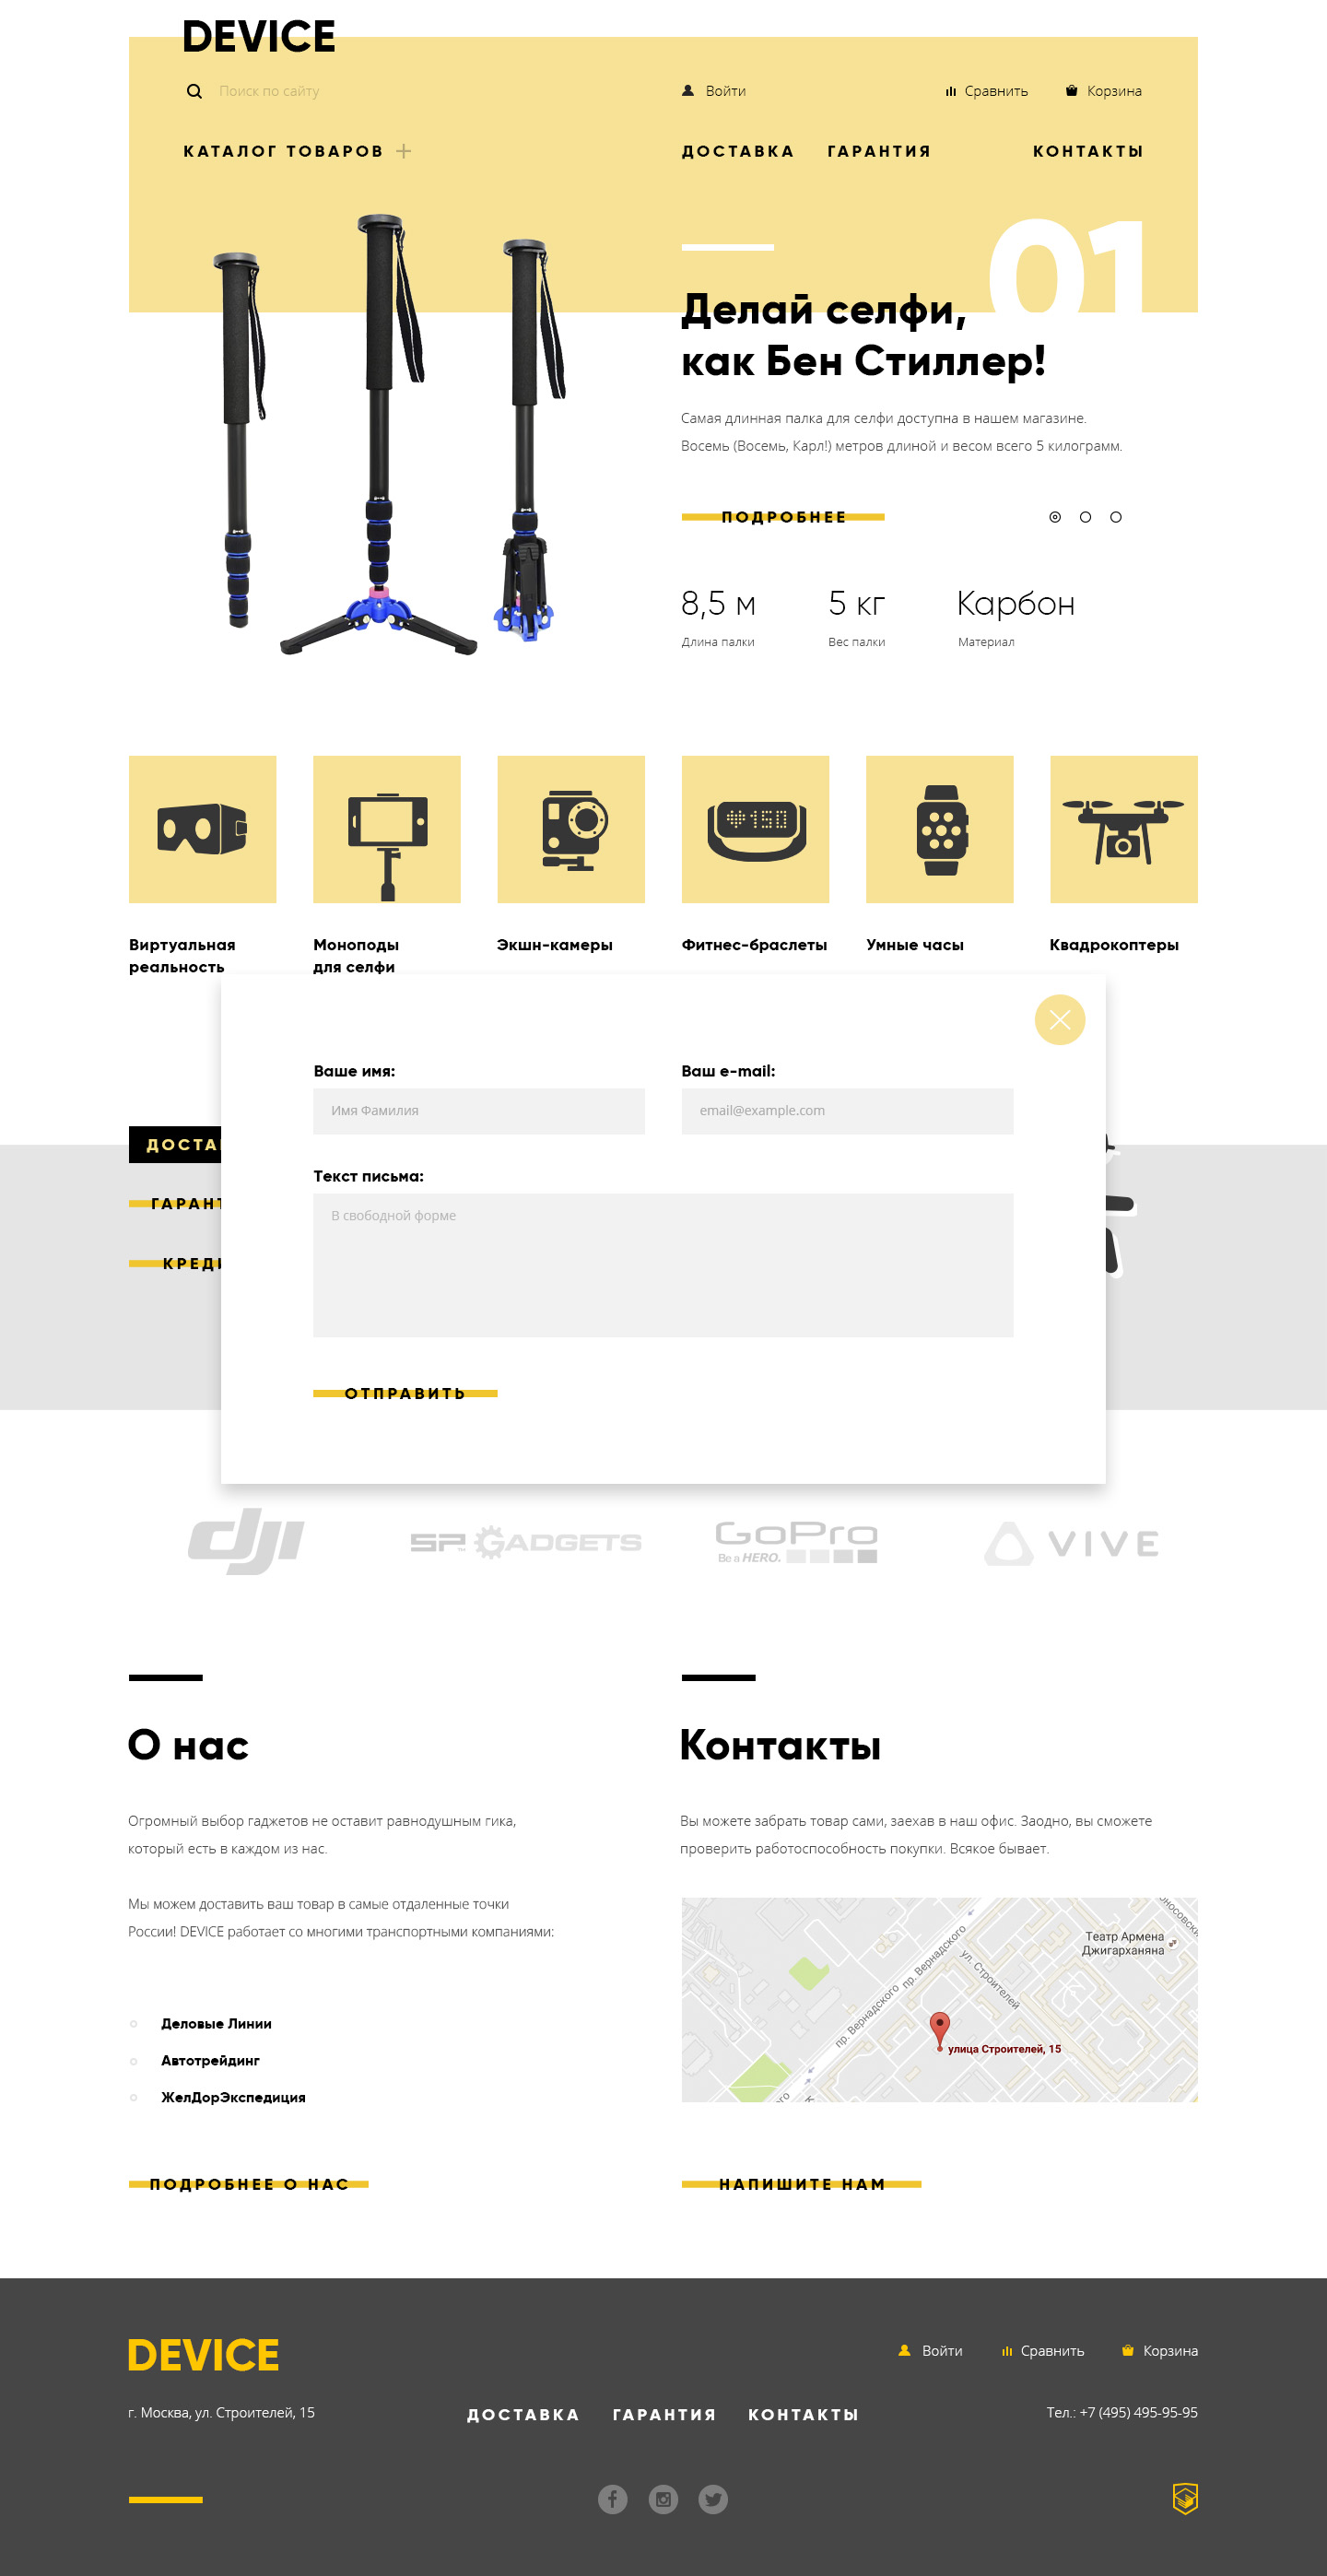 DEVICE
Поиск по сайту
Войти
Сравнить
Корзина
КАТАЛОГ ТОВАРОВ
ДОСТАВКА
ГАРАНТИЯ
КОНТАКТЫ
01
Делай селфи,
как Бен Стиллер!
Самая длинная палка для селфи доступна в нашем магазине.
Восемь (Восемь, Карл!) метров длиной и весом всего 5 килограмм.
ПОДРОБНЕЕ
8,5 м
5 кг
Карбон
Длина палки
Вес палки
Материал
150
Виртуальная
реальность
Моноподы
для селфи
Экшн-камеры
Фитнес-браслеты
Умные часы
Квадрокоптеры
Ваше имя:
Ваш e-mail:
Имя Фамилия
email@example.com
ДОСТА
Текст письма:
ГАРАНТ
В свободной форме
КРЕДИ
ОТПРАВИТЬ
dji
SP GADGETS
GoPro
Be a HERO.
VIVE
О нас
Контакты
Огромный выбор гаджетов не оставит равнодушным гика,
который есть в каждом из нас.
Вы можете забрать товар сами, заехав в наш офис. Заодно, вы сможете
проверить работоспособность покупки. Всякое бывает.
Мы можем доставить ваш товар в самые отдаленные точки
России! DEVICE работает со многими транспортными компаниями:
Театр Армена
Джигарханяна
пр. Вернадского
пр. Вернадского
ул. Строителей
улица Строителей, 15
Деловые Линии
Автотрейдинг
ЖелДорЭкспедиция
ПОДРОБНЕЕ О НАС
НАПИШИТЕ НАМ
DEVICE
Войти
Сравнить
Корзина
г. Москва, ул. Строителей, 15
ДОСТАВКА
ГАРАНТИЯ
КОНТАКТЫ
Тел.: +7 (495) 495-95-95